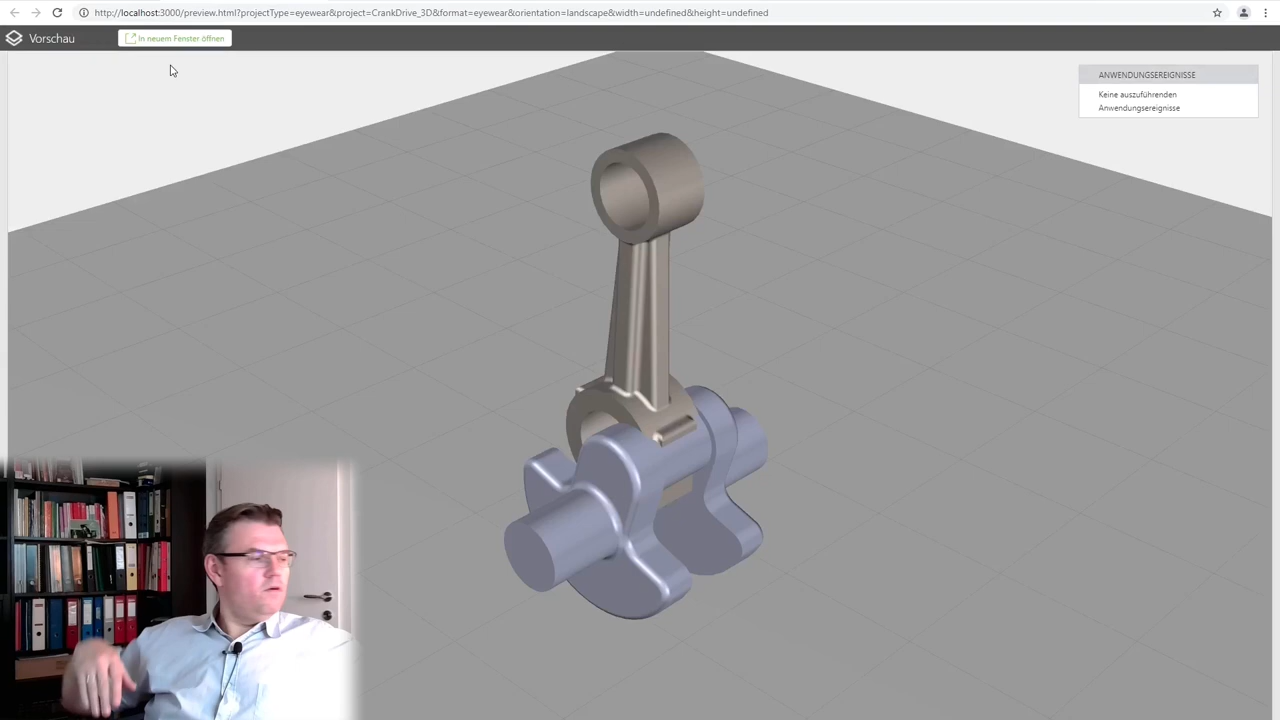 http://localhost:3000/preview.html?projectType=eyewear&project=CrankDrive_3D&format=eyewear&orientation=landscape&width=undefined&height=undefined
Vorschau
In neuem Fenster öffnen
ANWENDUNGSEREIGNISSE
Keine auszuführenden
Anwendungsereignisse